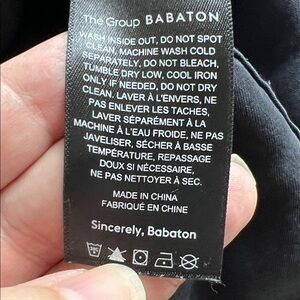 The Group BABATON
WASH INSIDE OUT, DO NOT SPOT
CLEAN, MACHINE WASH COLD
SEPARATELY, DO NOT BLEACH,
TUMBLE DRY LOW, COOL IRON
ONLY IF NEEDED, DO NOT DRY
CLEAN. LAVER À L'ENVERS, NE
PAS ENLEVER LES TACHES,
LAVER SÉPARÉMENT À LA
MACHINE À L'EAU FROIDE, NE PAS
JAVELISER, SÉCHER À BASSE
TEMPÉRATURE, REPASSAGE
DOUX SI NÉCESSAIRE,
NE PAS NETTOYER À SEC.
MADE IN CHINA
FABRIQUÉ EN CHINE
Sincerely, Babaton